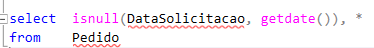 select isnull(DataSolicitacao, getdate()), *
from Pedido